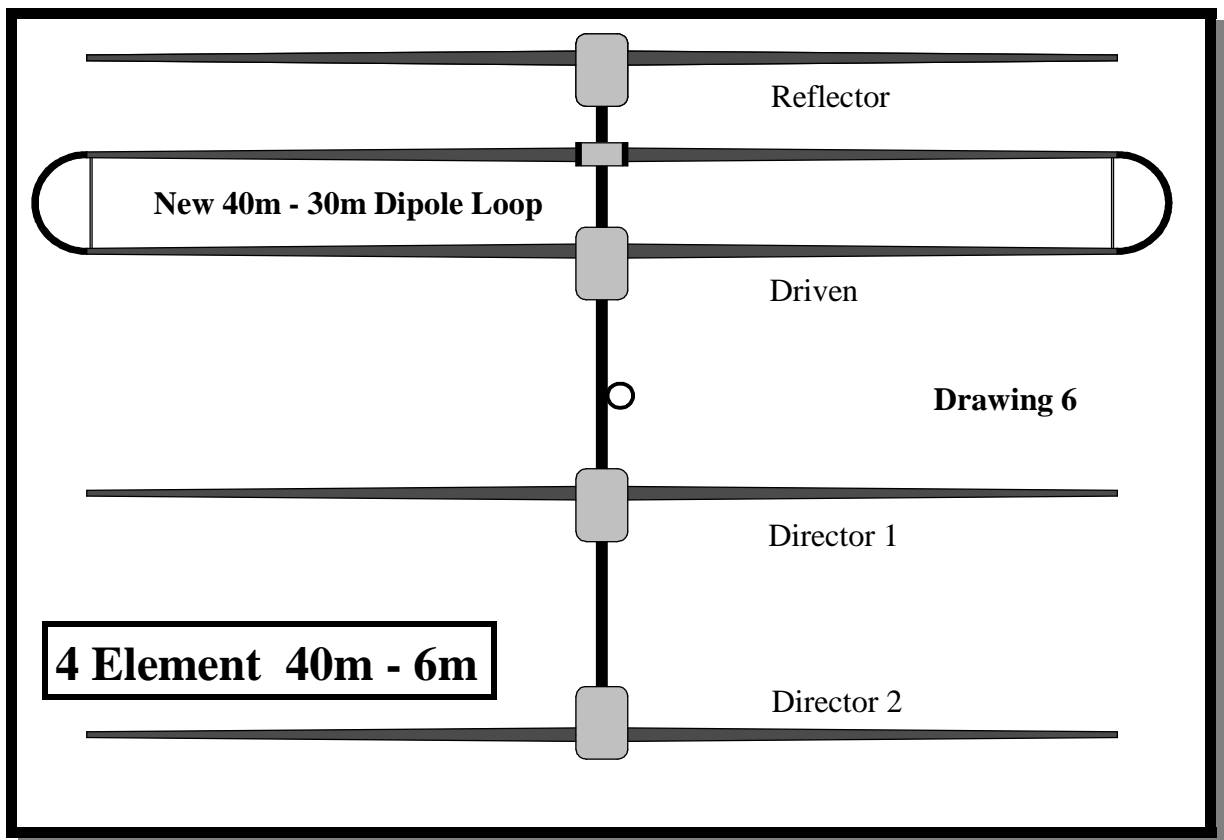 Reflector
New 40m - 30m Dipole Loop
Driven
Drawing 6
Director 1
4 Element 40m - 6m
Director 2